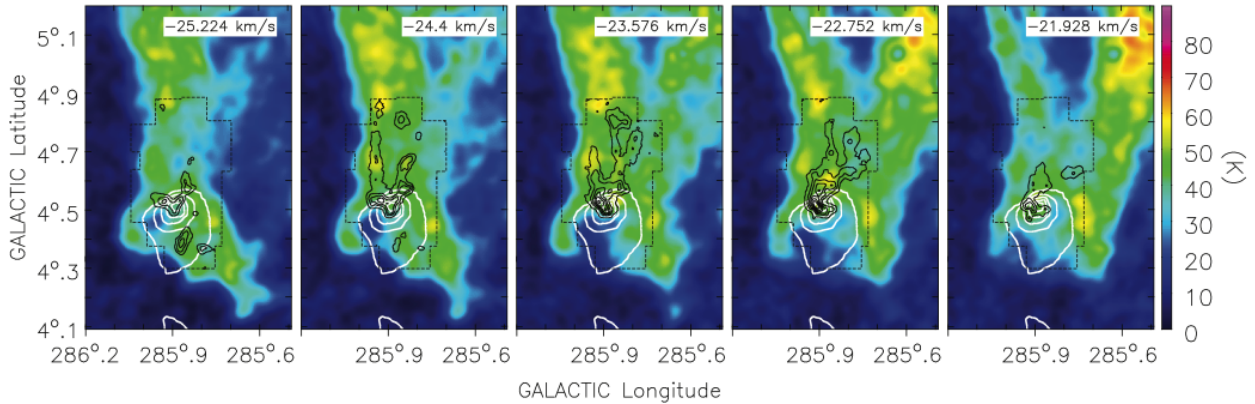 −25.224 km/s
−24.4 km/s
−23.576 km/s
−22.752 km/s
−21.928 km/s
5°.1
4°.9
4°.7
4°.5
4°.3
4°.1
GALACTIC Latitude
80
70
60
50
40
30
20
10
0
(K)
286°.2 285°.9 285°.6
285°.9 285°.6
285°.9 285°.6
285°.9 285°.6
285°.9 285°.6
GALACTIC Longitude